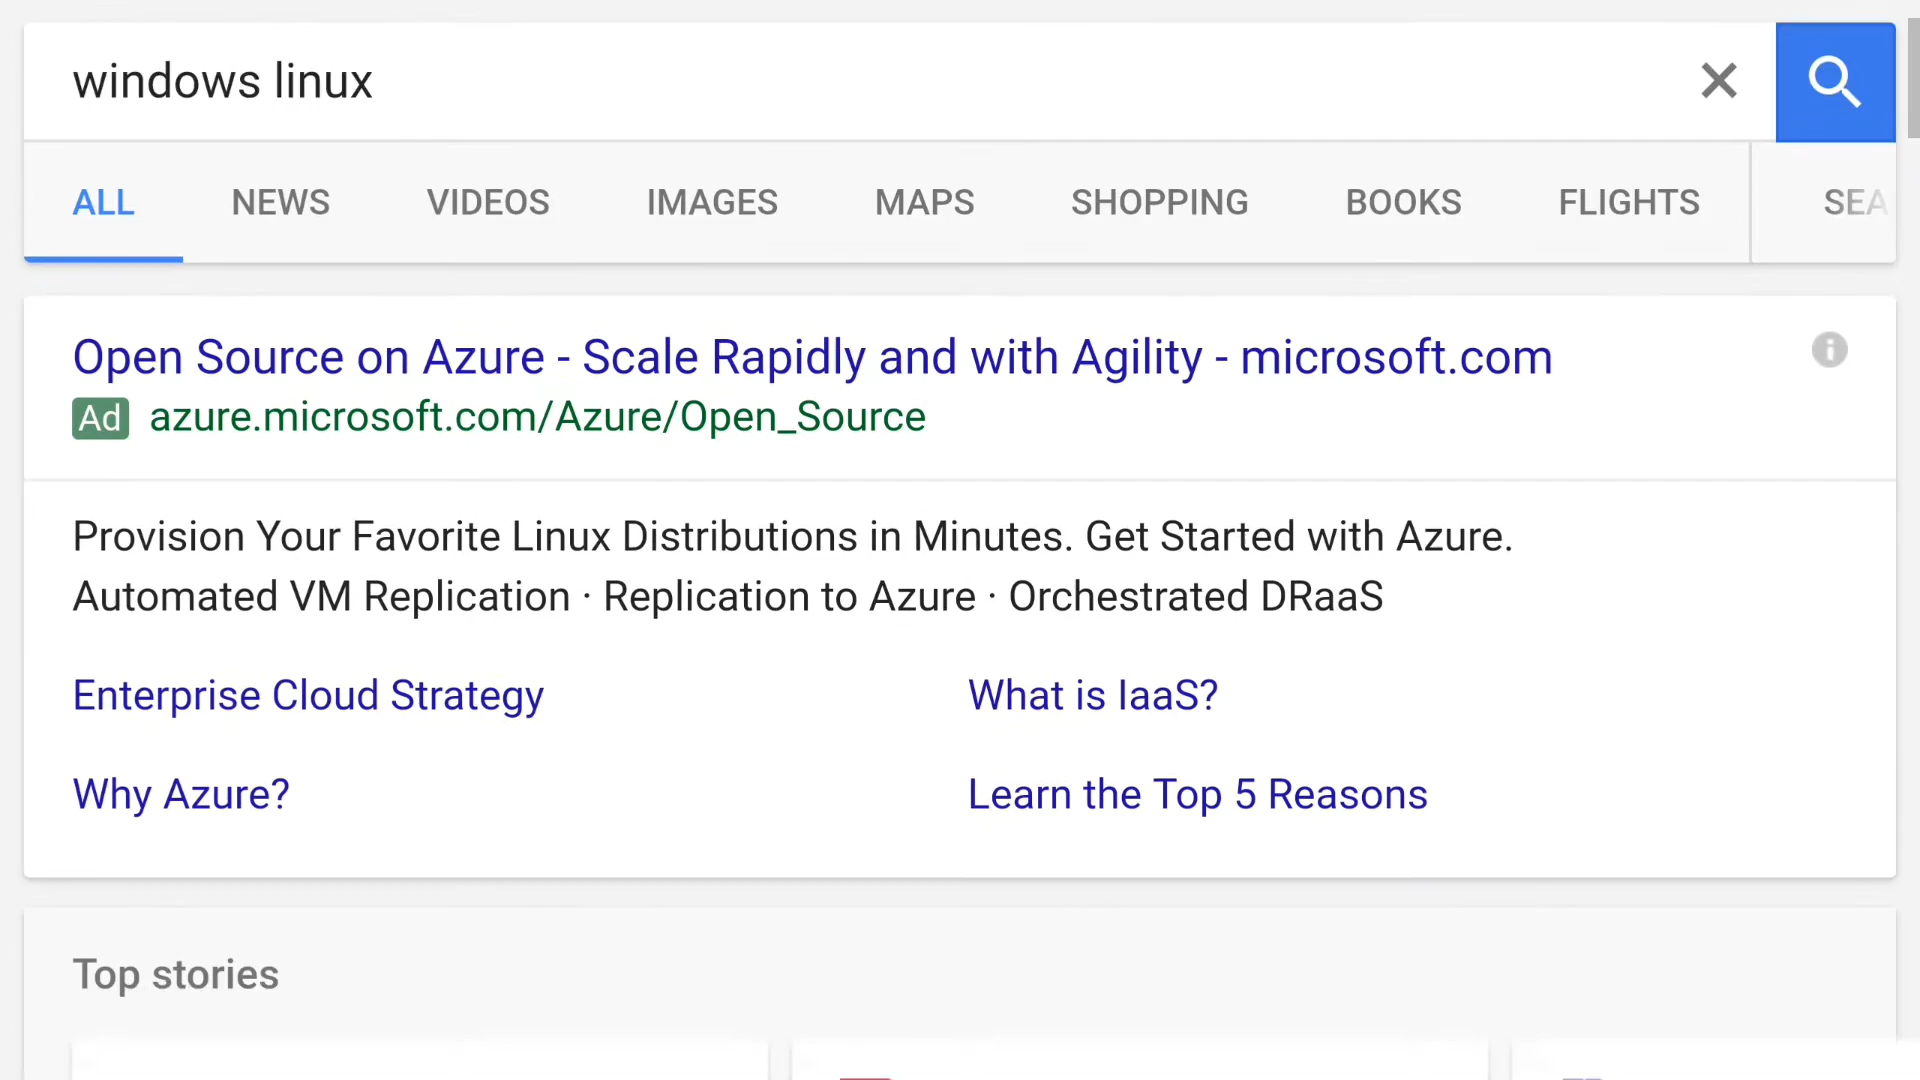 windows linux
ALL NEWS VIDEOS IMAGES MAPS SHOPPING BOOKS FLIGHTS SEA
Open Source on Azure - Scale Rapidly and with Agility - microsoft.com
Ad azure.microsoft.com/Azure/Open_Source
Provision Your Favorite Linux Distributions in Minutes. Get Started with Azure.
Automated VM Replication · Replication to Azure · Orchestrated DRaaS
Enterprise Cloud Strategy What is IaaS?
Why Azure? Learn the Top 5 Reasons
Top stories